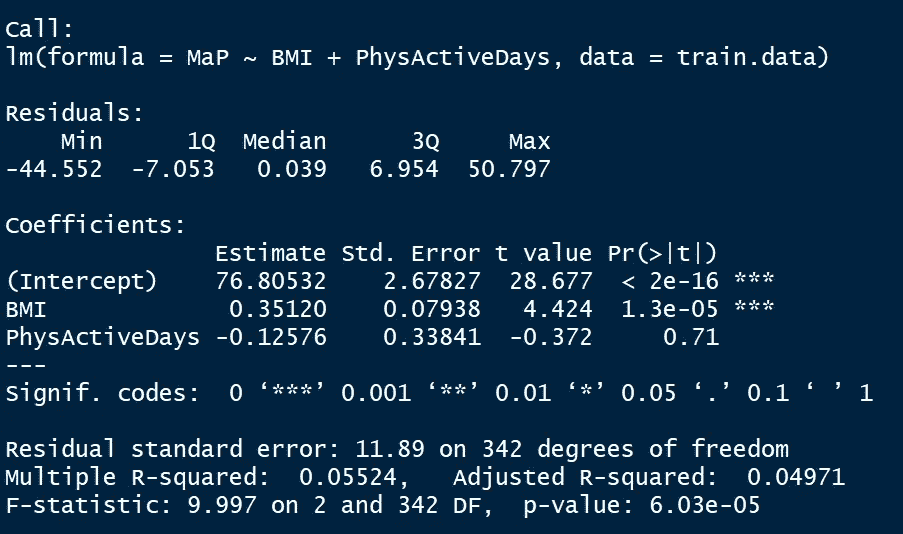 Call:
lm(formula = MaP ~ BMI + PhysActiveDays, data = train.data)
Residuals:
    Min      1Q  Median      3Q     Max
-44.552  -7.053   0.039   6.954  50.797
Coefficients:
               Estimate Std. Error t value Pr(>|t|)
(Intercept)    76.80532    2.67827  28.677  < 2e-16 ***
BMI             0.35120    0.07938   4.424  1.3e-05 ***
PhysActiveDays -0.12576    0.33841  -0.372     0.71
---
Signif. codes:  0 ‘***’ 0.001 ‘**’ 0.01 ‘*’ 0.05 ‘.’ 0.1 ‘ ’ 1
Residual standard error: 11.89 on 342 degrees of freedom
Multiple R-squared:  0.05524,	Adjusted R-squared:  0.04971
F-statistic: 9.997 on 2 and 342 DF,  p-value: 6.03e-05